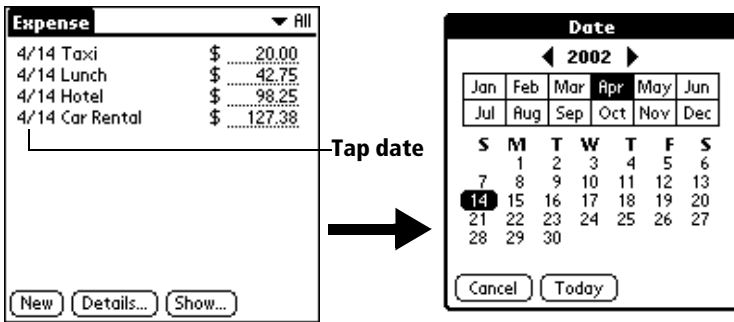 Expense All
4/14 Taxi $ 20.00
4/14 Lunch $ 42.75
4/14 Hotel $ 98.25
4/14 Car Rental $ 127.38
New Details... Show...
Tap date
Date
2002
Jan Feb Mar Apr May Jun
Jul Aug Sep Oct Nov Dec
S M T W T F S
1 2 3 4 5 6
7 8 9 10 11 12 13
14 15 16 17 18 19 20
21 22 23 24 25 26 27
28 29 30
Cancel Today